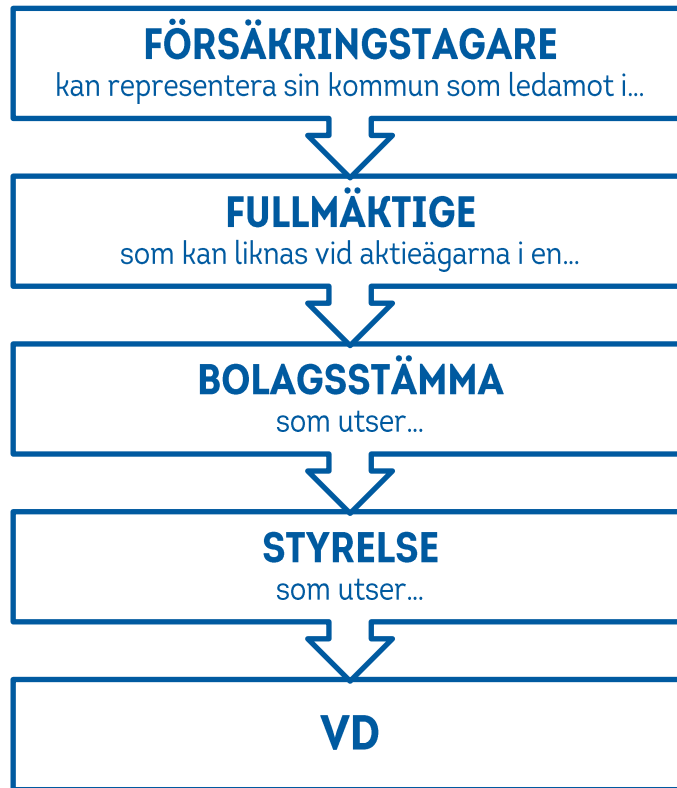 FÖRSÄKRINGSTAGARE
kan representera sin kommun som ledamot i...
FULLMÄKTIGE
som kan liknas vid aktieägarna i en...
BOLAGSSTÄMMA
som utser...
STYRELSE
som utser...
VD